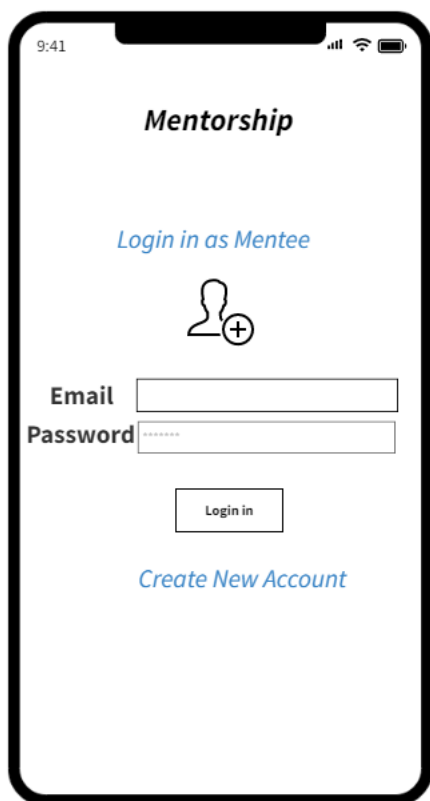 9:41
Mentorship
Login in as Mentee
Email
Password
*******
Login in
Create New Account